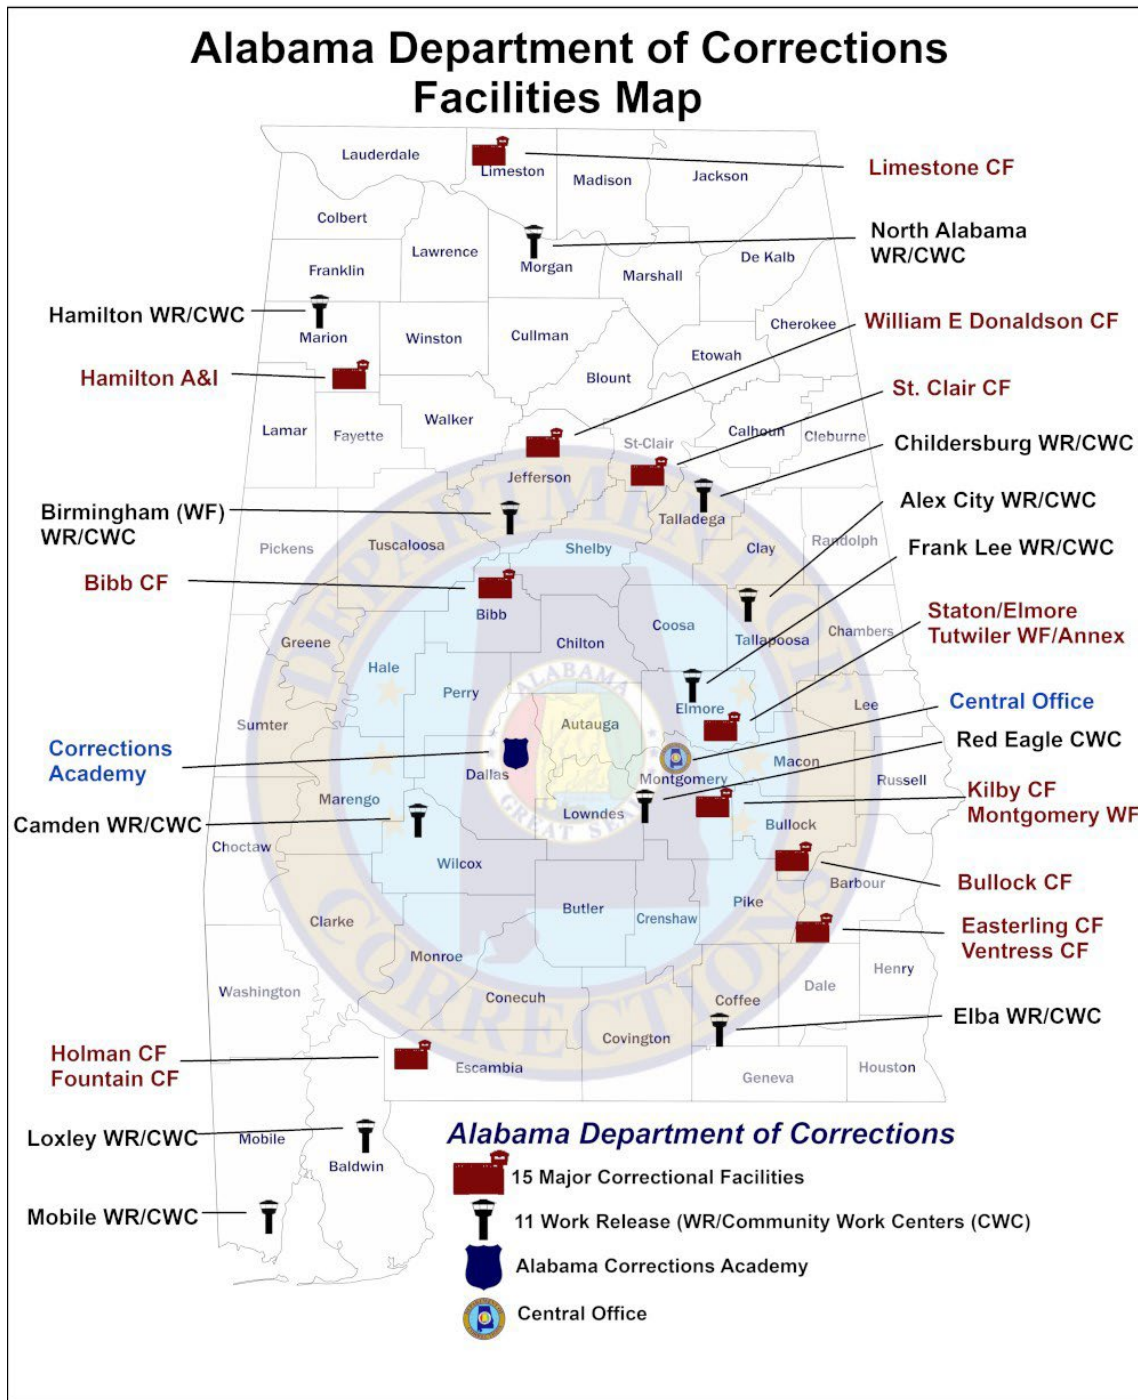 Alabama Department of Corrections
Facilities Map
Lauderdale
Limeston
Madison
Jackson
Limestone CF
Colbert
Lawrence
North Alabama
WR/CWC
Franklin
Morgan
Marshall
De Kalb
Hamilton WR/CWC
Marion
Winston
Cullman
Cherokee
William E Donaldson CF
Etowah
Hamilton A&I
Blount
St. Clair CF
Lamar
Fayette
Walker
St-Clair
Calhoun
Cleburne
Childersburg WR/CWC
Jefferson
Birmingham (WF)
WR/CWC
Talladega
Alex City WR/CWC
Pickens
Tuscaloosa
Shelby
Clay
Randolph
Frank Lee WR/CWC
Bibb CF
Bibb
Chilton
Coosa
Tallapoosa
Chambers
Staton/Elmore
Tutwiler WF/Annex
Greene
Hale
Perry
Elmore
Lee
Central Office
Sumter
Autauga
Corrections
Academy
Dallas
Montgomery
Macon
Russell
Red Eagle CWC
Marengo
Lowndes
Bullock
Kilby CF
Montgomery WF
Camden WR/CWC
Choctaw
Wilcox
Barbour
Bullock CF
Clarke
Butler
Crenshaw
Pike
Easterling CF
Ventress CF
Monroe
Washington
Conecuh
Coffee
Dale
Henry
Elba WR/CWC
Covington
Holman CF
Fountain CF
Escambia
Geneva
Houston
DEPARTMENT OF
CORRECTIONS
ALABAMA
GREAT SEAL
Loxley WR/CWC
Mobile
Baldwin
Mobile WR/CWC
Alabama Department of Corrections
15 Major Correctional Facilities
11 Work Release (WR/Community Work Centers (CWC)
Alabama Corrections Academy
Central Office